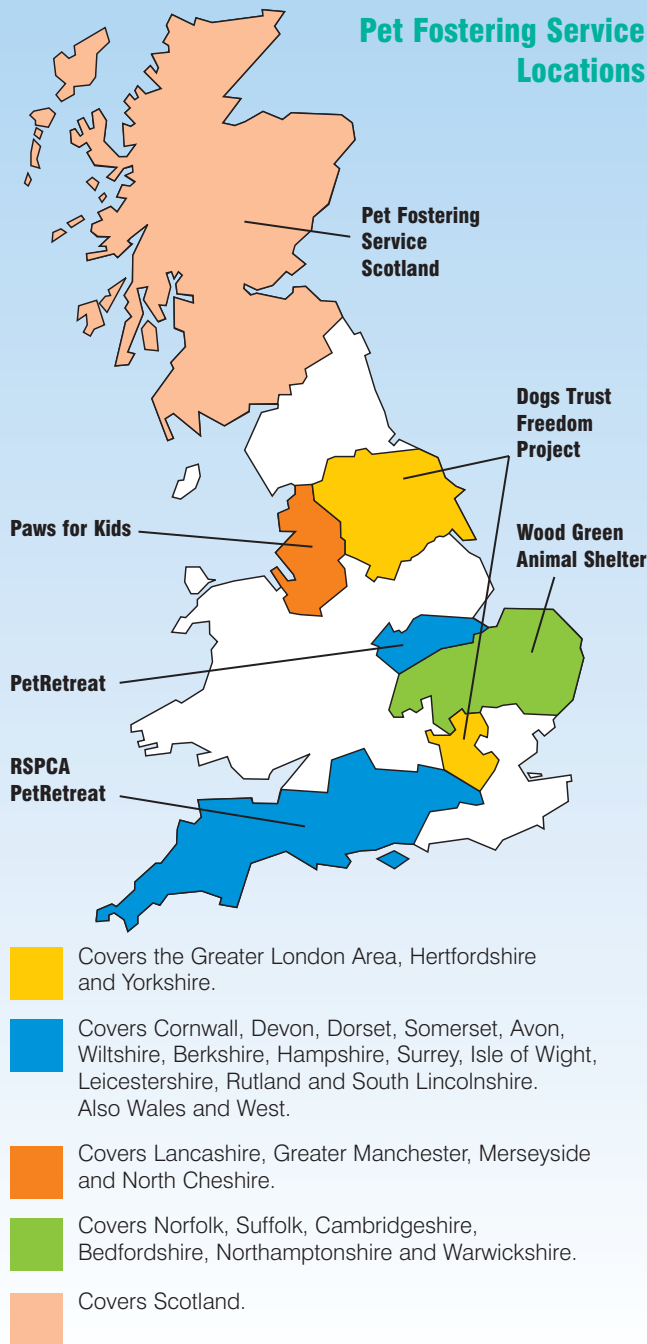 Pet Fostering Service
Locations
Pet Fostering
Service
Scotland
Dogs Trust
Freedom
Project
Paws for Kids
Wood Green
Animal Shelter
PetRetreat
RSPCA
PetRetreat
Covers the Greater London Area, Hertfordshire
and Yorkshire.
Covers Cornwall, Devon, Dorset, Somerset, Avon,
Wiltshire, Berkshire, Hampshire, Surrey, Isle of Wight,
Leicestershire, Rutland and South Lincolnshire.
Also Wales and West.
Covers Lancashire, Greater Manchester, Merseyside
and North Cheshire.
Covers Norfolk, Suffolk, Cambridgeshire,
Bedfordshire, Northamptonshire and Warwickshire.
Covers Scotland.